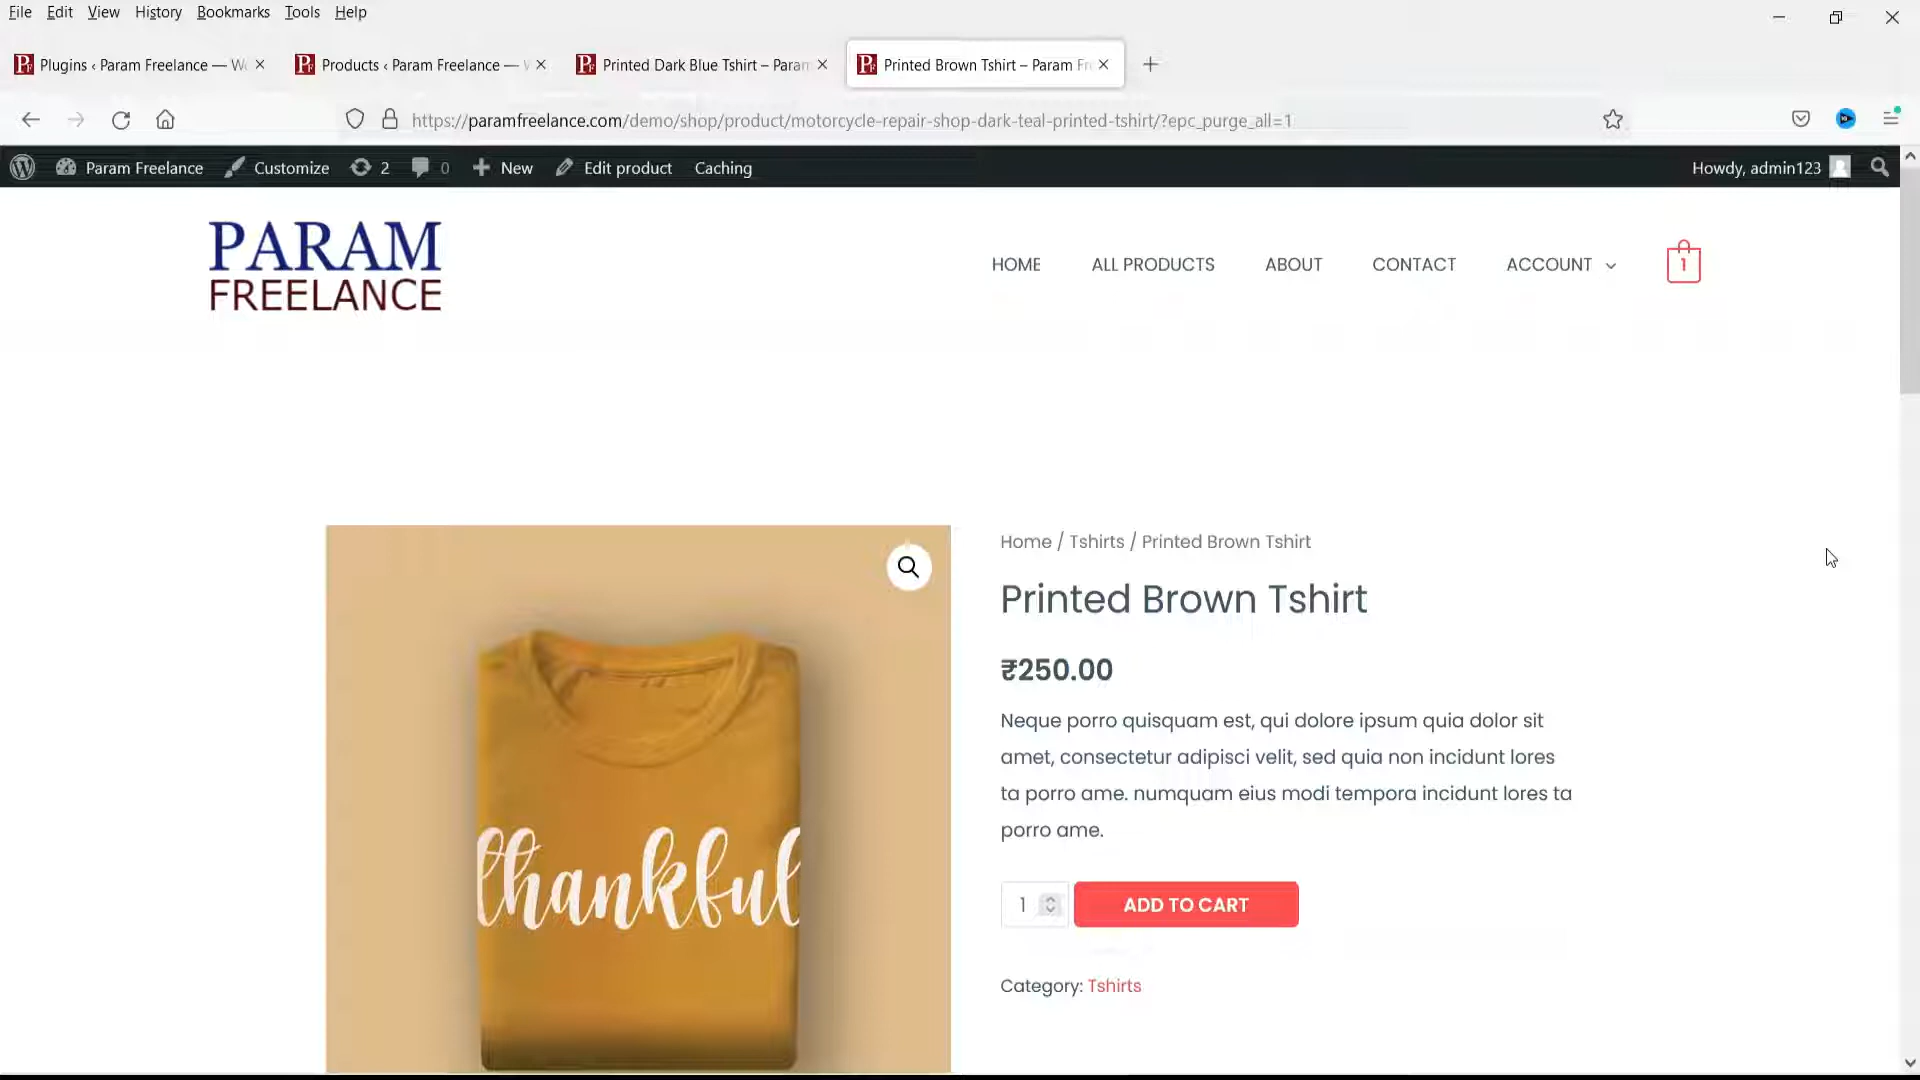 File Edit View History Bookmarks Tools Help
Plugins ‹ Param Freelance — Wo
Products ‹ Param Freelance —
Printed Dark Blue Tshirt – Param
Printed Brown Tshirt – Param Fr
https://paramfreelance.com/demo/shop/product/motorcycle-repair-shop-dark-teal-printed-tshirt/?epc_purge_all=1
Param Freelance Customize 2 0 New Edit product Caching Howdy, admin123
PARAM
FREELANCE
HOME ALL PRODUCTS ABOUT CONTACT ACCOUNT 1
Home / Tshirts / Printed Brown Tshirt
Printed Brown Tshirt
₹250.00
Neque porro quisquam est, qui dolore ipsum quia dolor sit
amet, consectetur adipisci velit, sed quia non incidunt lores
ta porro ame. numquam eius modi tempora incidunt lores ta
porro ame.
thankful
1 ADD TO CART
Category: Tshirts